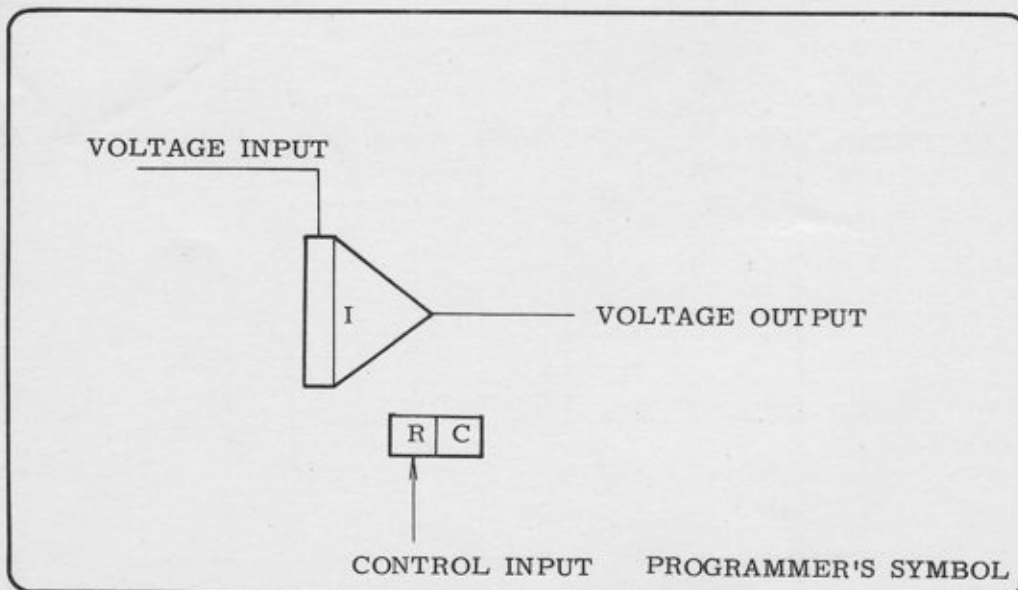 VOLTAGE INPUT
I
VOLTAGE OUTPUT
R C
CONTROL INPUT
PROGRAMMER'S SYMBOL